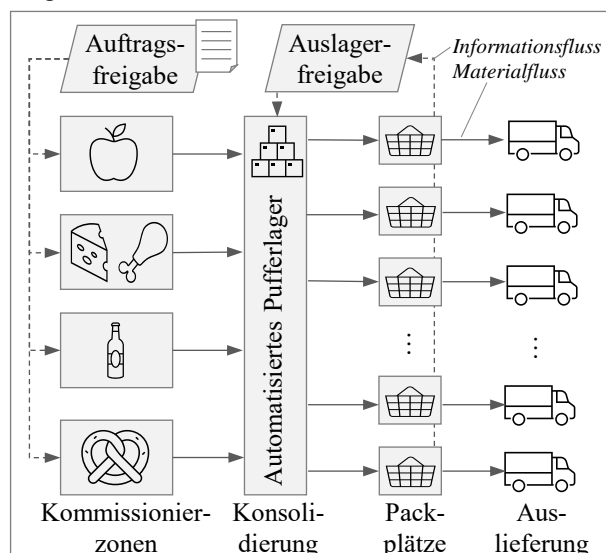 Auftrags-
freigabe
Auslager-
freigabe
Informationsfluss
Materialfluss
Automatisiertes Pufferlager
Kommissionier-
zonen
Konsoli-
dierung
Pack-
plätze
Aus-
lieferung